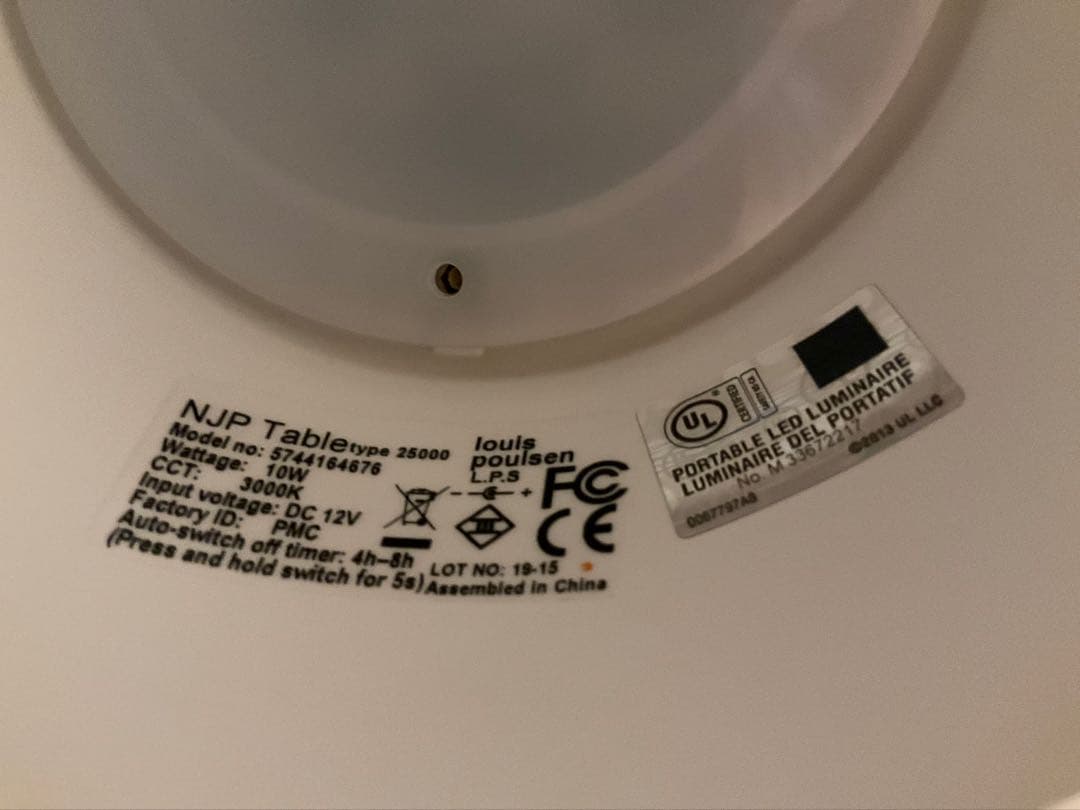 NJP Table type 25000
Model no: 5744164676
Wattage: 10W
CCT: 3000K
Input voltage: DC 12V
Factory ID: PMC
Auto-switch off timer: 4h-8h
(Press and hold switch for 5s)
louis
poulsen
L.P.S
- +
FC
III
CE
LOT NO: 19-15
Assembled in China
UL ®
CERTIFIED
PORTABLE LED LUMINAIRE
LUMINAIRE DEL PORTATIF
No. M 33672217
©2013 UL LLC